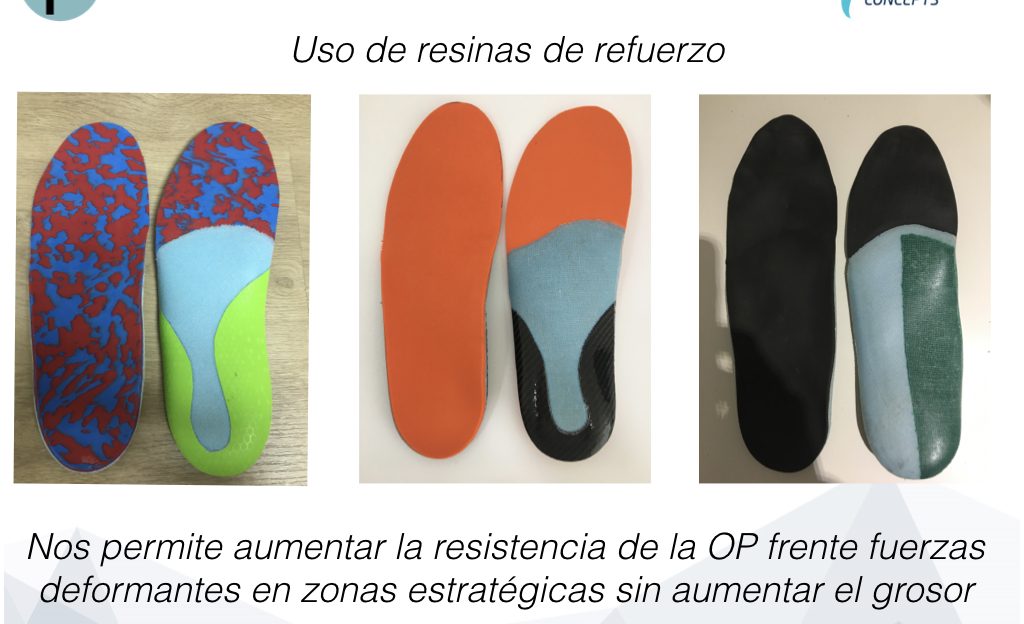 CONCEPTS
Uso de resinas de refuerzo
Nos permite aumentar la resistencia de la OP frente fuerzas
deformantes en zonas estratégicas sin aumentar el grosor